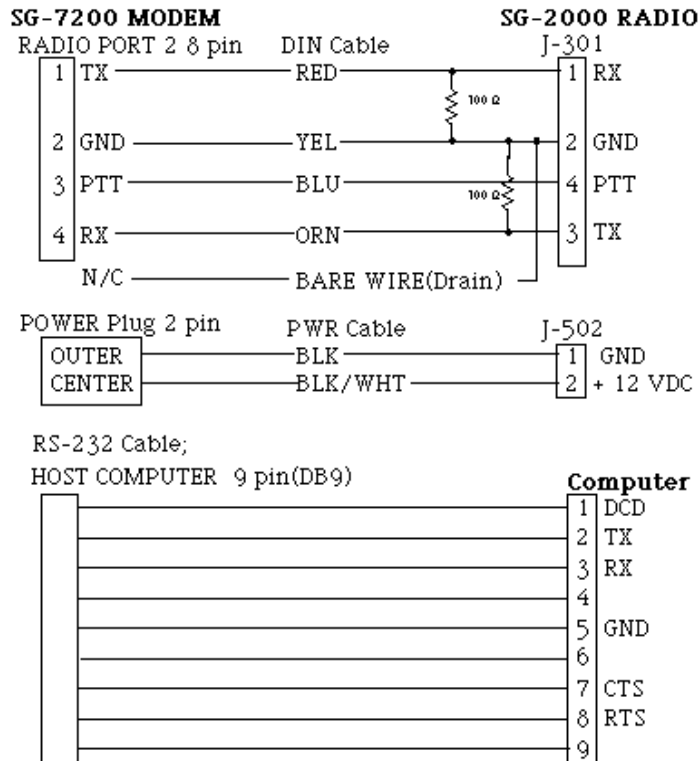 SG-7200 MODEM SG-2000 RADIO
RADIO PORT 2 8 pin DIN Cable J-301
1 TX RED 1 RX
100 Ω
2 GND YEL 2 GND
3 PTT BLU 4 PTT
100 Ω
4 RX ORN 3 TX
N/C BARE WIRE(Drain)
POWER Plug 2 pin PWR Cable J-502
OUTER BLK 1 GND
CENTER BLK/WHT 2 + 12 VDC
RS-232 Cable;
HOST COMPUTER 9 pin(DB9) Computer
1 DCD
2 TX
3 RX
4
5 GND
6
7 CTS
8 RTS
9